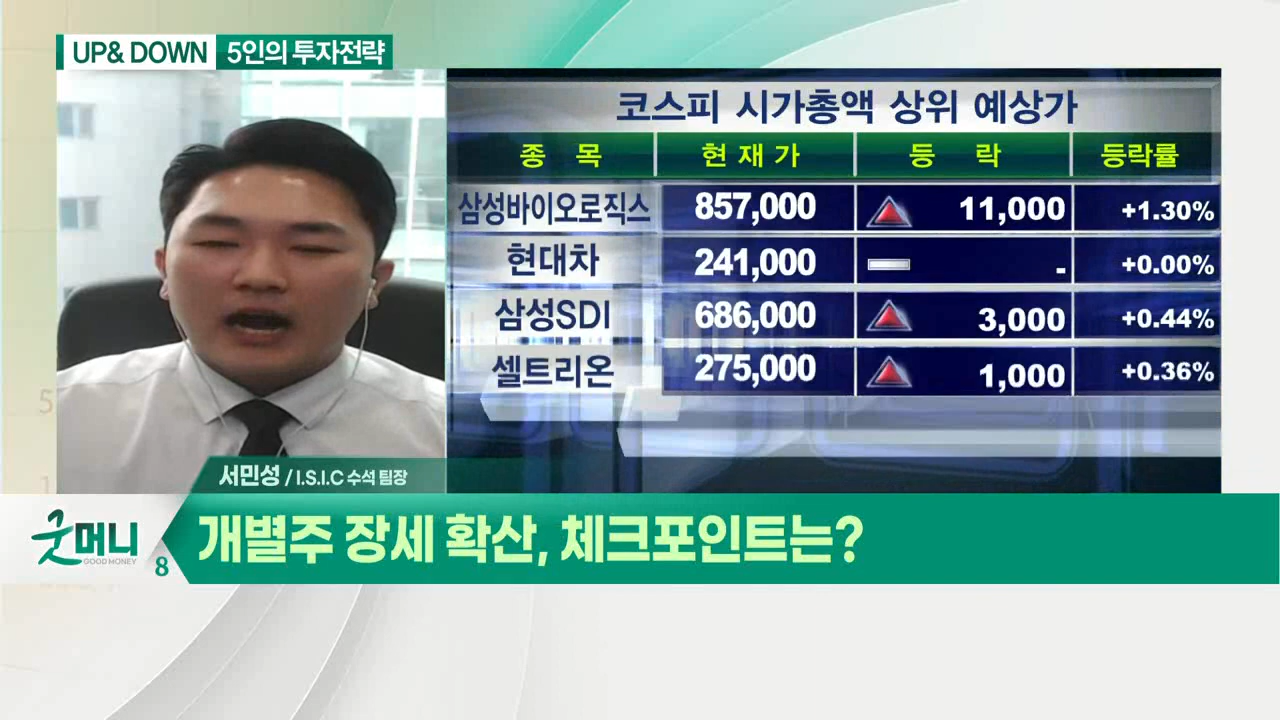 UP& DOWN 5인의 투자전략
코스피 시가총액 상위 예상가
종 목 현 재 가 등 락 등락률
삼성바이오로직스 857,000 11,000 +1.30%
현대차 241,000 - +0.00%
삼성SDI 686,000 3,000 +0.44%
셀트리온 275,000 1,000 +0.36%
5
1
서민성 / I.S.I.C 수석 팀장
굿머니
GOOD MONEY
8
개별주 장세 확산, 체크포인트는?